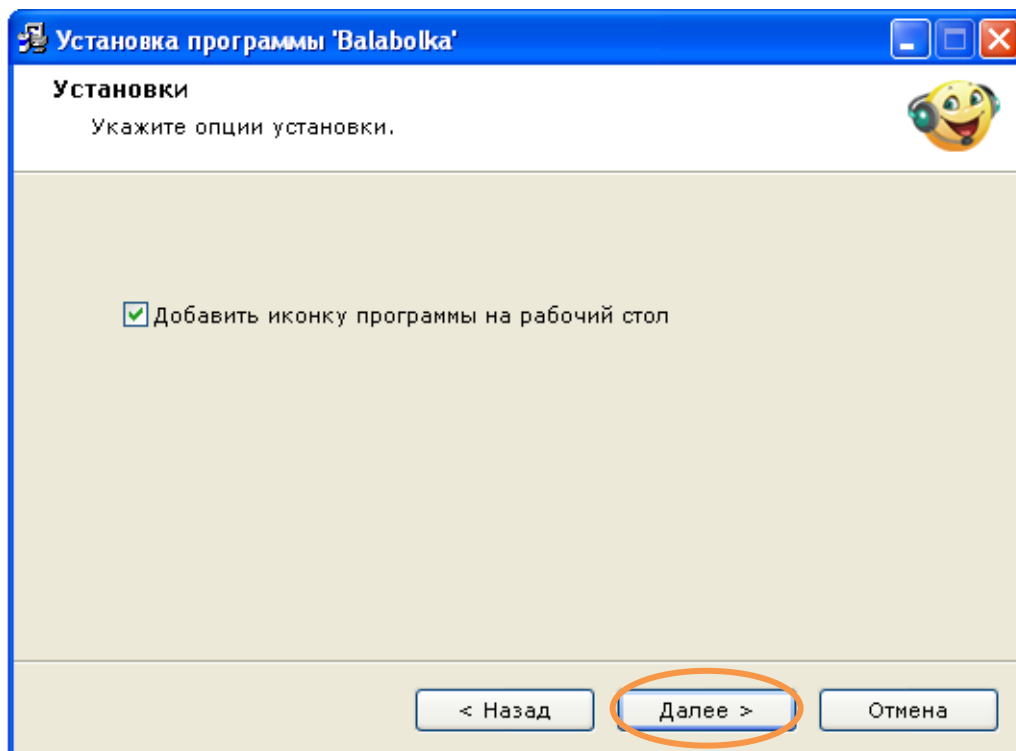 Установка программы 'Balabolka'
Установки
Укажите опции установки.
Добавить иконку программы на рабочий стол
< Назад
Далее >
Отмена